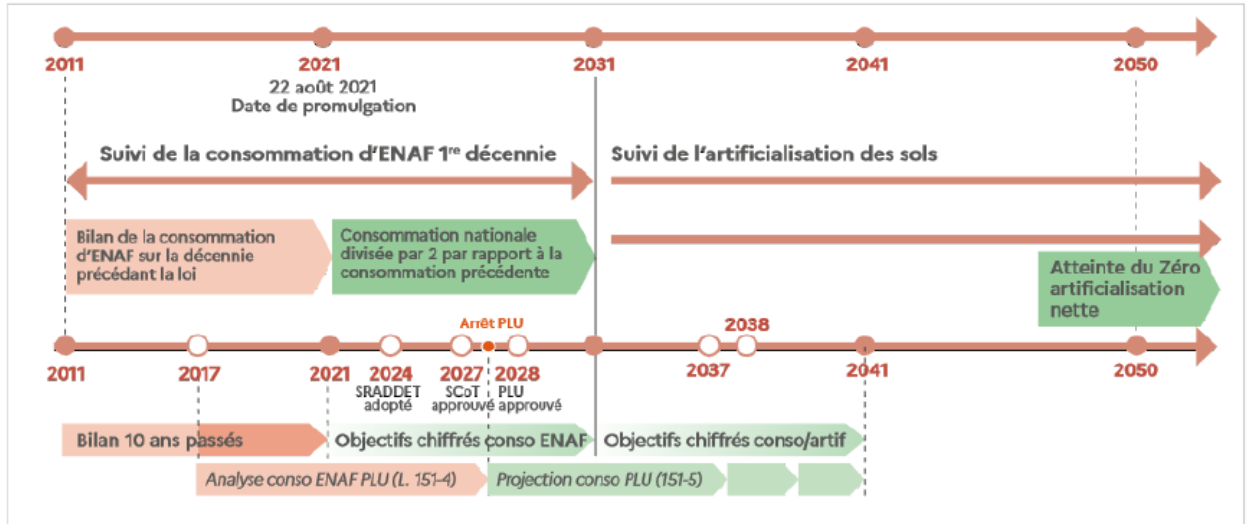 2011
2021
2031
2041
2050
22 août 2021
Date de promulgation
Suivi de la consommation d'ENAF 1re décennie
Suivi de l'artificialisation des sols
Bilan de la consommation
d'ENAF sur la décennie
précédant la loi
Consommation nationale
divisée par 2 par rapport à la
consommation précédente
Atteinte du Zéro
artificialisation
nette
Arrêt PLU
2038
2011
2017
2021
2024
2027
2028
2037
2041
2050
SRADDET
adopté
SCoT
approuvé
PLU
approuvé
Bilan 10 ans passés
Objectifs chiffrés conso ENAF
Objectifs chiffrés conso/artif
Analyse conso ENAF PLU (L. 151-4)
Projection conso PLU (151-5)